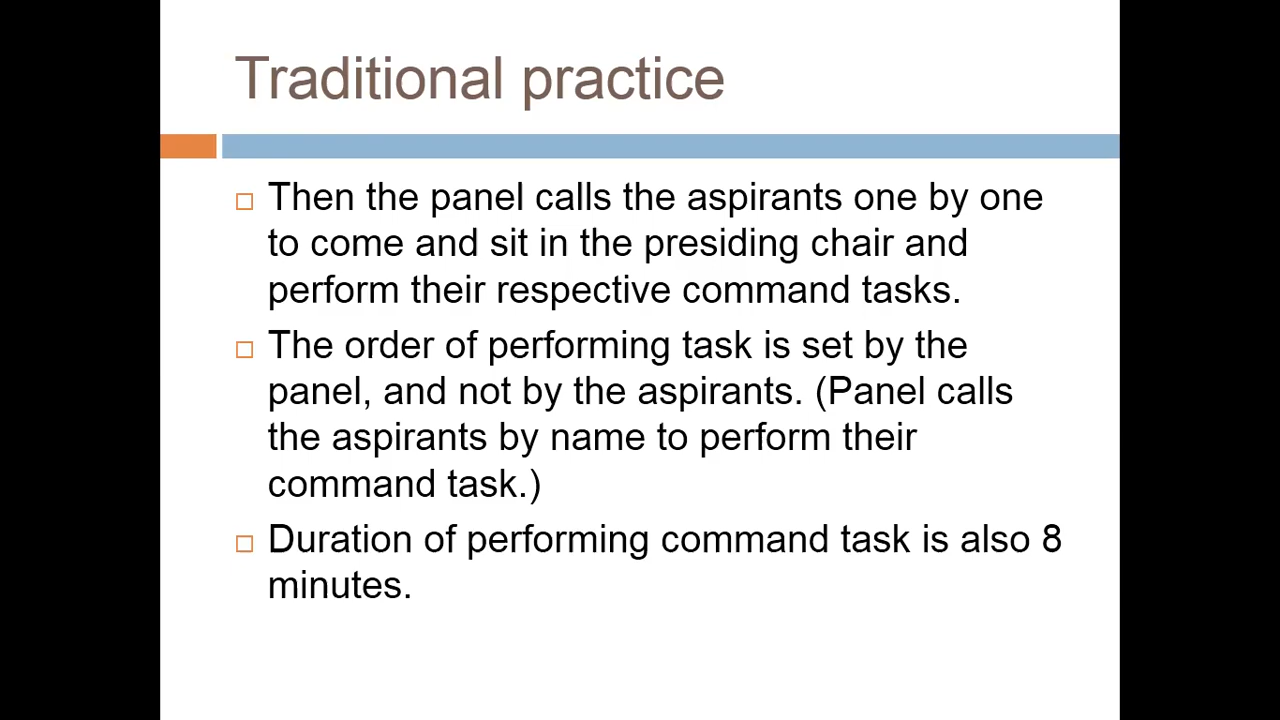 Traditional practice
Then the panel calls the aspirants one by one
to come and sit in the presiding chair and
perform their respective command tasks.
The order of performing task is set by the
panel, and not by the aspirants. (Panel calls
the aspirants by name to perform their
command task.)
Duration of performing command task is also 8
minutes.